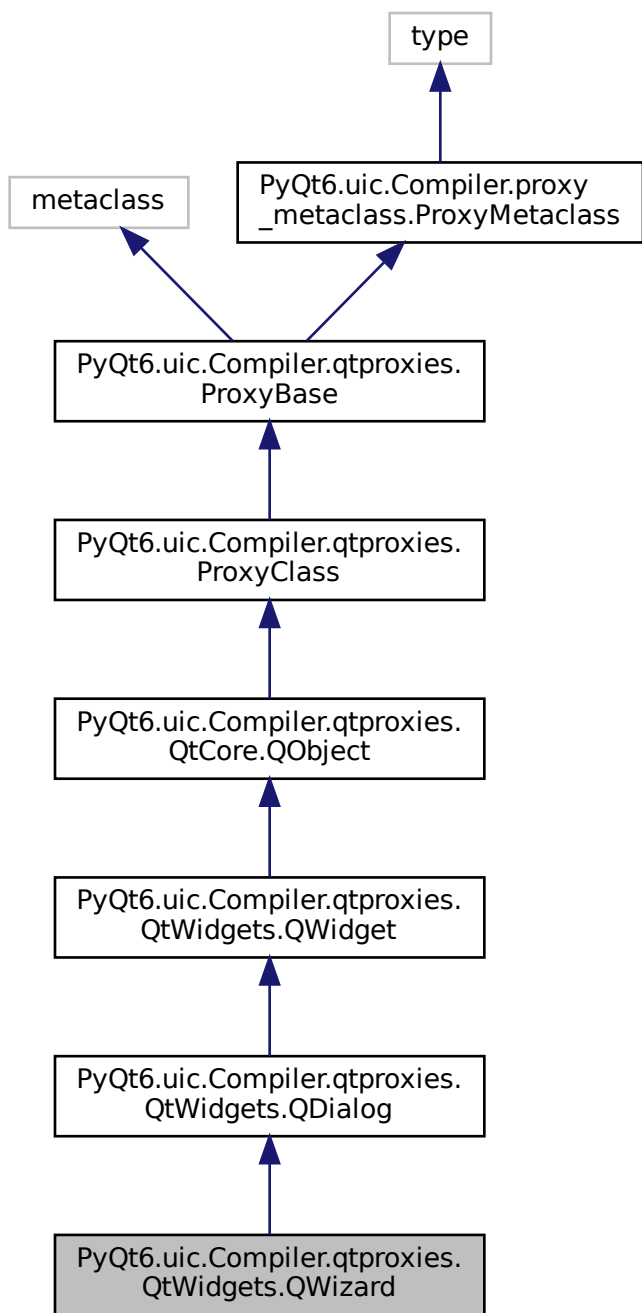 type
PyQt6.uic.Compiler.proxy
_metaclass.ProxyMetaclass
metaclass
PyQt6.uic.Compiler.qtproxies.
ProxyBase
PyQt6.uic.Compiler.qtproxies.
ProxyClass
PyQt6.uic.Compiler.qtproxies.
QtCore.QObject
PyQt6.uic.Compiler.qtproxies.
QtWidgets.QWidget
PyQt6.uic.Compiler.qtproxies.
QtWidgets.QDialog
PyQt6.uic.Compiler.qtproxies.
QtWidgets.QWizard